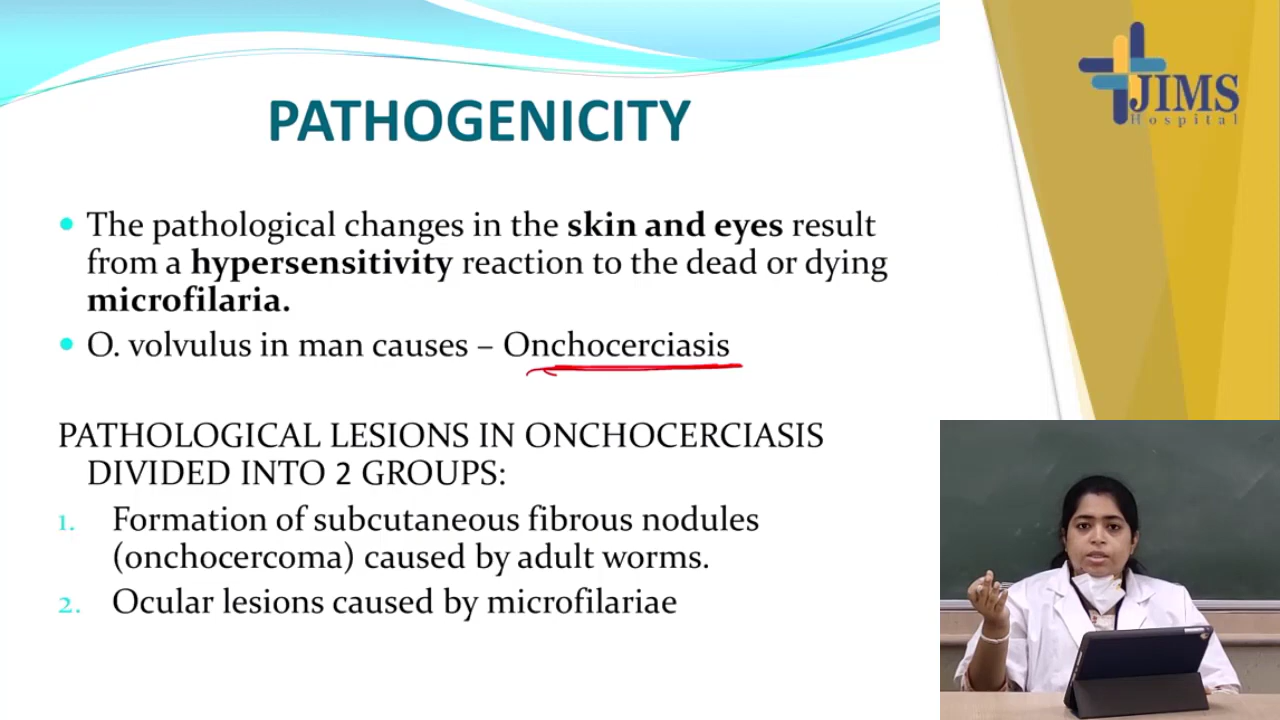 JIMS
Hospital
PATHOGENICITY
• The pathological changes in the skin and eyes result
from a hypersensitivity reaction to the dead or dying
microfilaria.
• O. volvulus in man causes – Onchocerciasis
PATHOLOGICAL LESIONS IN ONCHOCERCIASIS
DIVIDED INTO 2 GROUPS:
1. Formation of subcutaneous fibrous nodules
(onchocercoma) caused by adult worms.
2. Ocular lesions caused by microfilariae